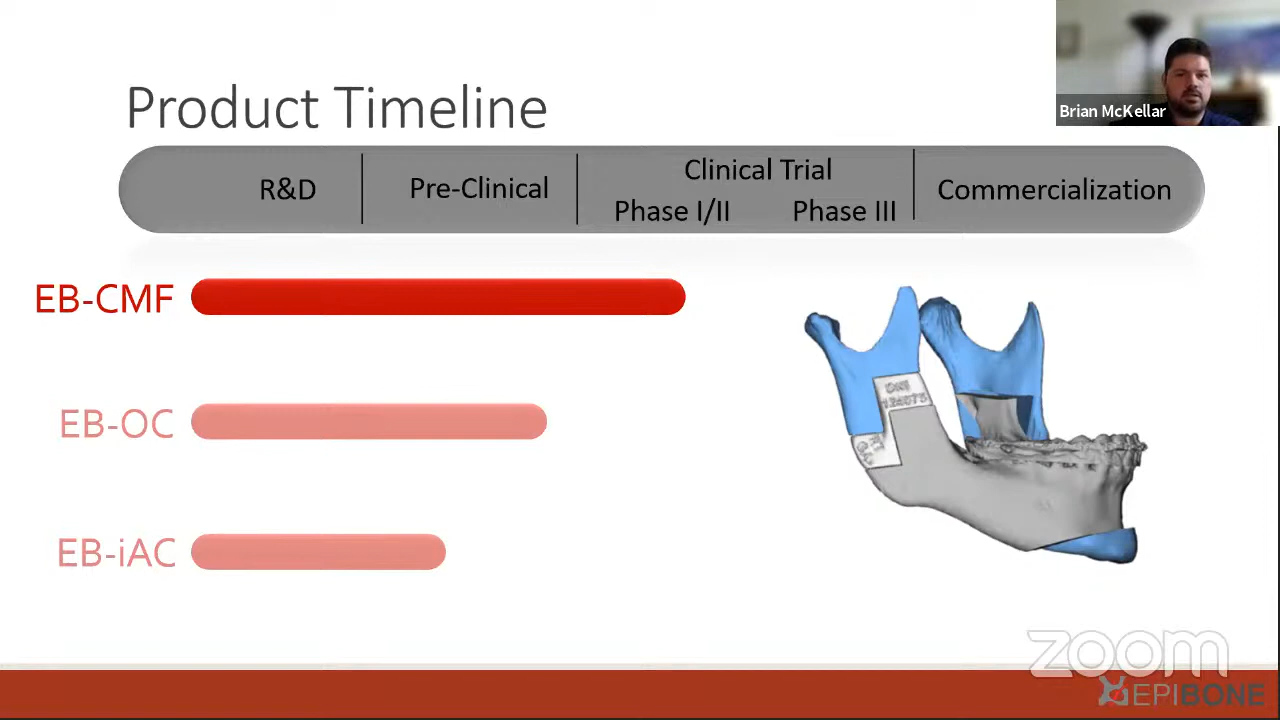 Brian McKellar
Product Timeline
R&D
Pre-Clinical
Clinical Trial
Phase I/II
Phase III
Commercialization
EB-CMF
EB-OC
EB-iAC
zoom
EPIBONE